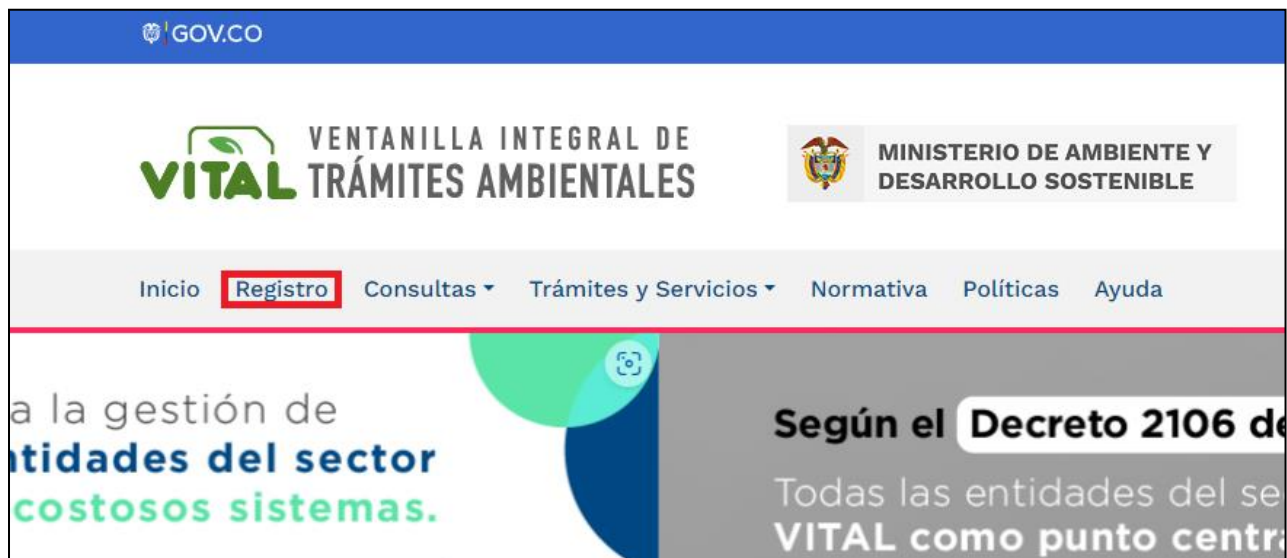 GOV.CO
VENTANILLA INTEGRAL DE
VITAL TRÁMITES AMBIENTALES
MINISTERIO DE AMBIENTE Y
DESARROLLO SOSTENIBLE
Inicio Registro Consultas Trámites y Servicios Normativa Políticas Ayuda
a la gestión de
tidades del sector
costosos sistemas.
Según el Decreto 2106 de
Todas las entidades del se
VITAL como punto centra